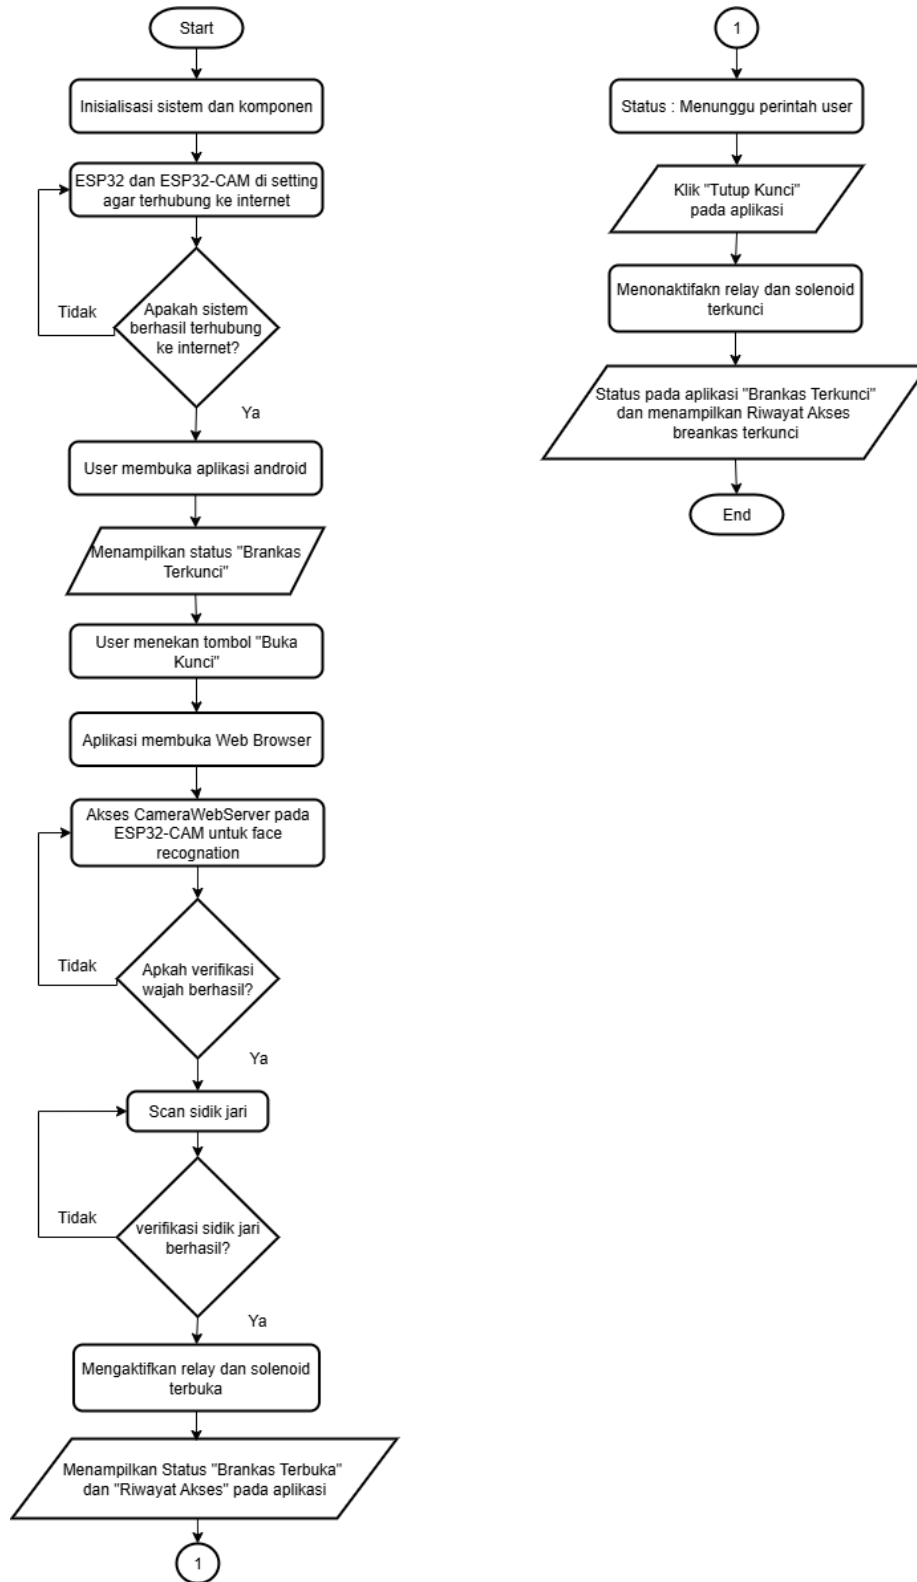 Start
Inisialisasi sistem dan komponen
ESP32 dan ESP32-CAM di setting
agar terhubung ke internet
Tidak
Apakah sistem
berhasil terhubung
ke internet?
Ya
User membuka aplikasi android
Menampilkan status "Brankas
Terkunci"
User menekan tombol "Buka
Kunci"
Aplikasi membuka Web Browser
Akses CameraWebServer pada
ESP32-CAM untuk face
recognation
Tidak
Apkah verifikasi
wajah berhasil?
Ya
Scan sidik jari
Tidak
verifikasi sidik jari
berhasil?
Ya
Mengaktifkan relay dan solenoid
terbuka
Menampilkan Status "Brankas Terbuka"
dan "Riwayat Akses" pada aplikasi
1
1
Status : Menunggu perintah user
Klik "Tutup Kunci"
pada aplikasi
Menonaktifakn relay dan solenoid
terkunci
Status pada aplikasi "Brankas Terkunci"
dan menampilkan Riwayat Akses
breankas terkunci
End